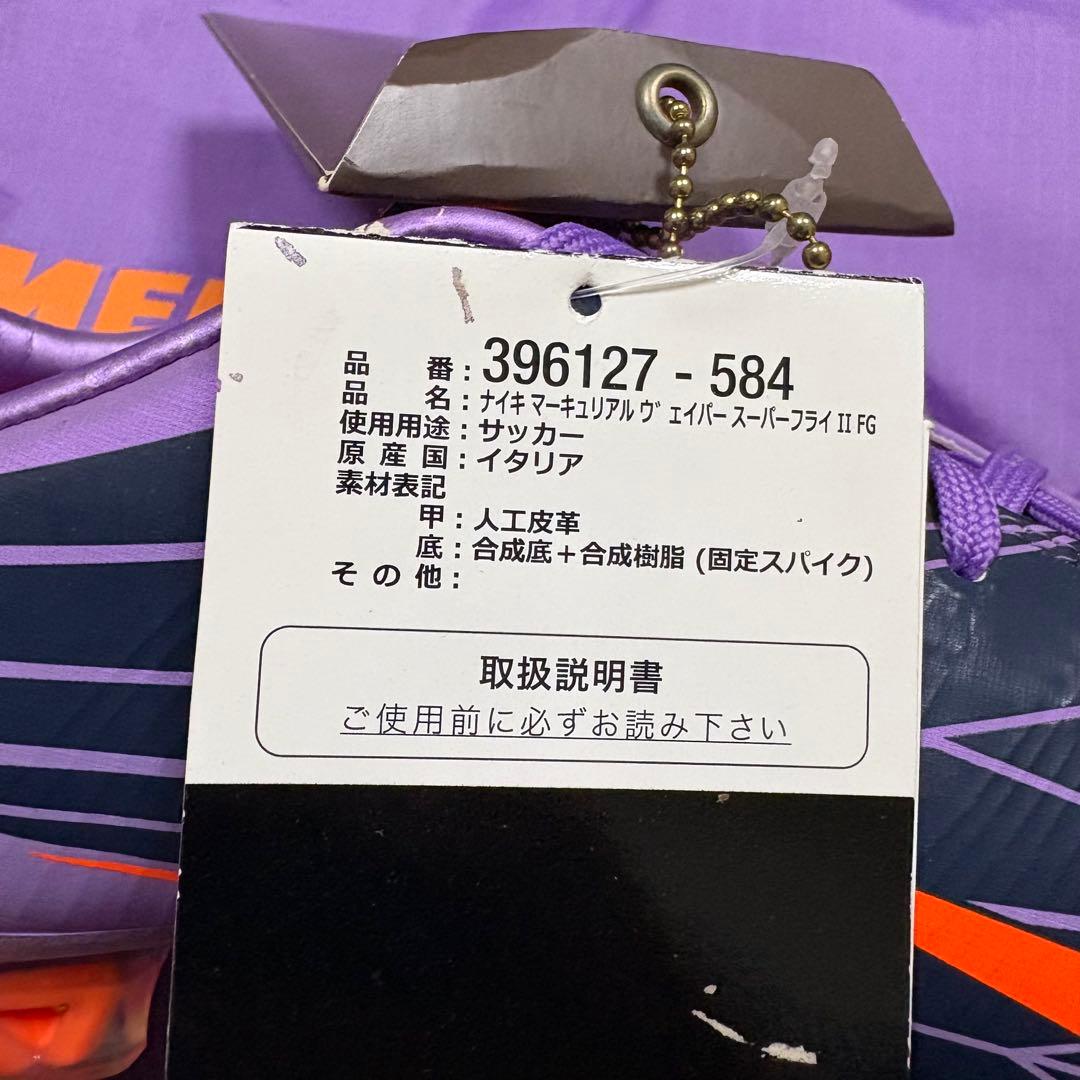 MER
品番：396127 - 584
品名：ナイキ マーキュリアル ヴェイパー スーパーフライ II FG
使用用途：サッカー
原産国：イタリア
素材表記
甲：人工皮革
底：合成底＋合成樹脂 (固定スパイク)
その他：
取扱説明書
ご使用前に必ずお読み下さい